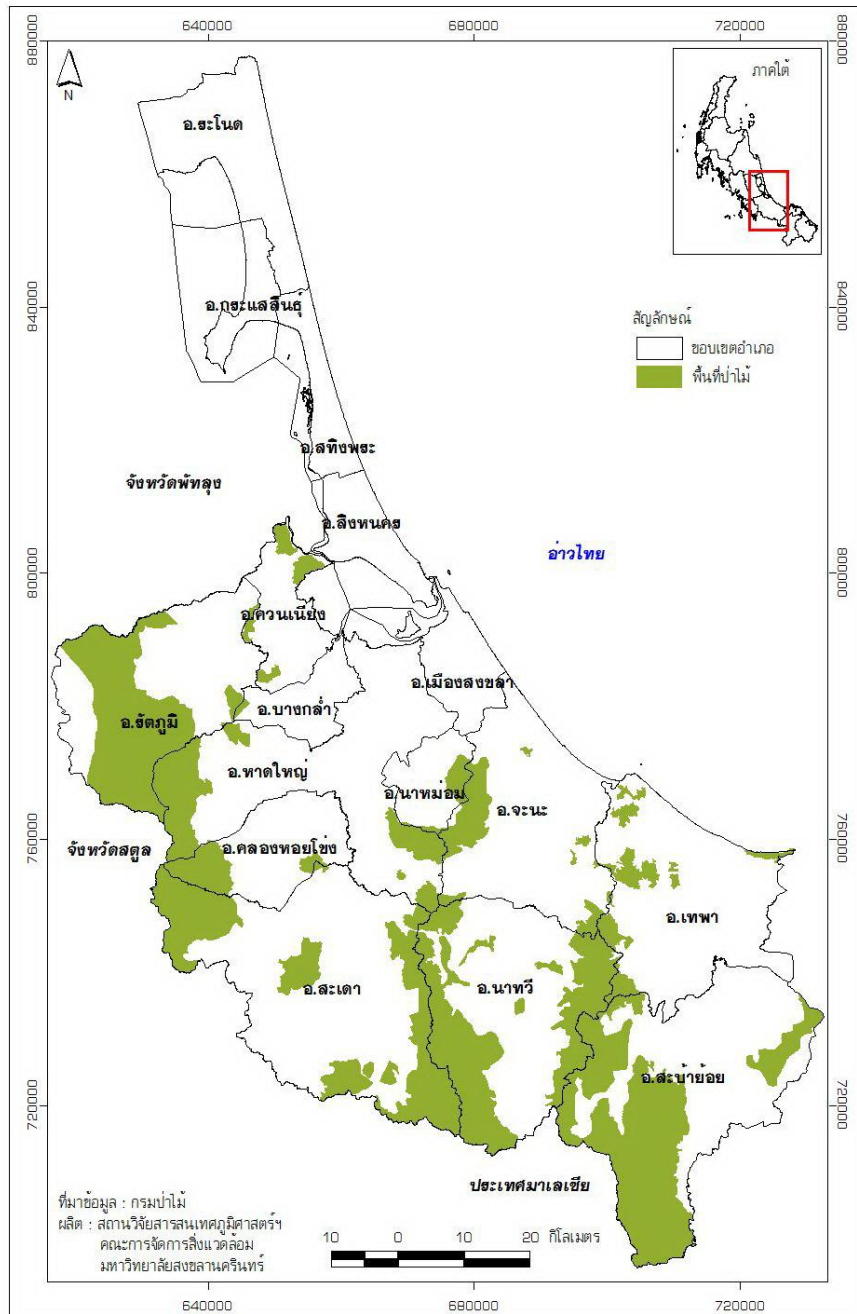 640000 680000 720000
880000 880000
N
ภาคใต้
อ.ระโนด
840000 840000
อ.กระแสสินธุ์
สัญลักษณ์
ขอบเขตอำเภอ
พื้นที่ป่าไม้
อ.สทิงพระ
จังหวัดพัทลุง
อ.สิงหนคร
อ่าวไทย
800000 800000
อ.ควนเนียง
อ.เมืองสงขลา
อ.บางกล่ำ
อ.รัตภูมิ
อ.หาดใหญ่
อ.นาหม่อม
อ.จะนะ
จังหวัดสตูล
อ.คลองหอยโข่ง
760000 760000
อ.เทพา
อ.สะเดา
อ.นาทวี
อ.สะบ้าย้อย
720000 720000
ประเทศมาเลเซีย
ที่มาข้อมูล : กรมป่าไม้
ผลิต : สถานวิจัยสารสนเทศภูมิศาสตร์ฯ
คณะการจัดการสิ่งแวดล้อม
มหาวิทยาลัยสงขลานครินทร์
10 0 10 20 กิโลเมตร
640000 680000 720000